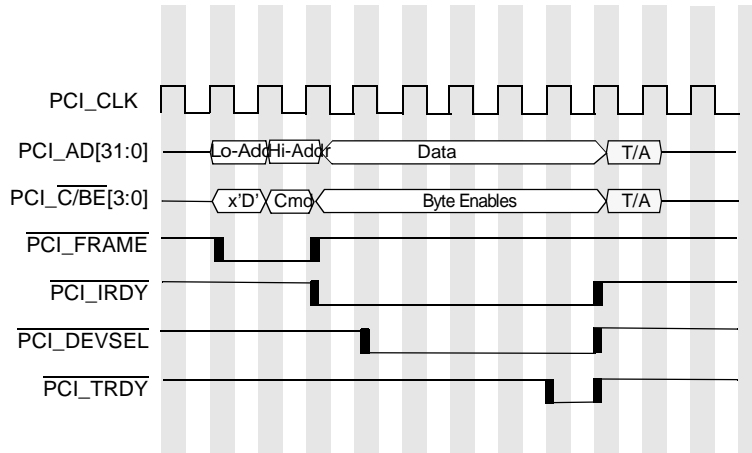 PCI_CLK
PCI_AD[31:0] Lo-Addr Hi-Addr Data T/A
PCI_C/BE[3:0] x'D' Cmd Byte Enables T/A
PCI_FRAME
PCI_IRDY
PCI_DEVSEL
PCI_TRDY